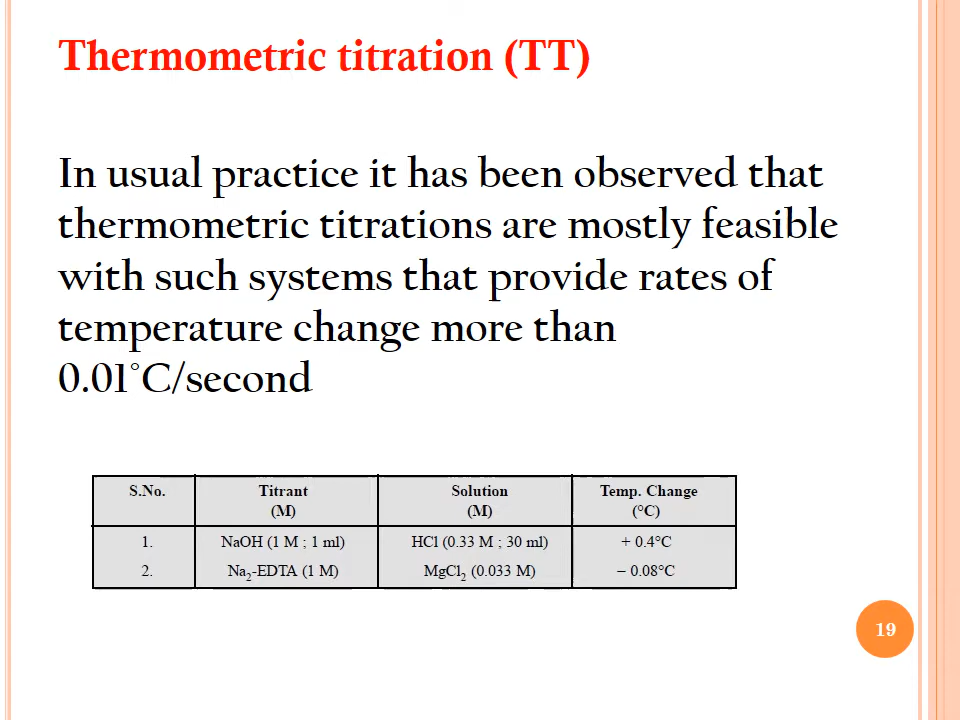 Thermometric titration (TT)
In usual practice it has been observed that
thermometric titrations are mostly feasible
with such systems that provide rates of
temperature change more than
0.01°C/second
S.No. Titrant Solution Temp. Change
(M) (M) (°C)
1. NaOH (1 M ; 1 ml) HCl (0.33 M ; 30 ml) + 0.4°C
2. Na₂-EDTA (1 M) MgCl₂ (0.033 M) – 0.08°C
19